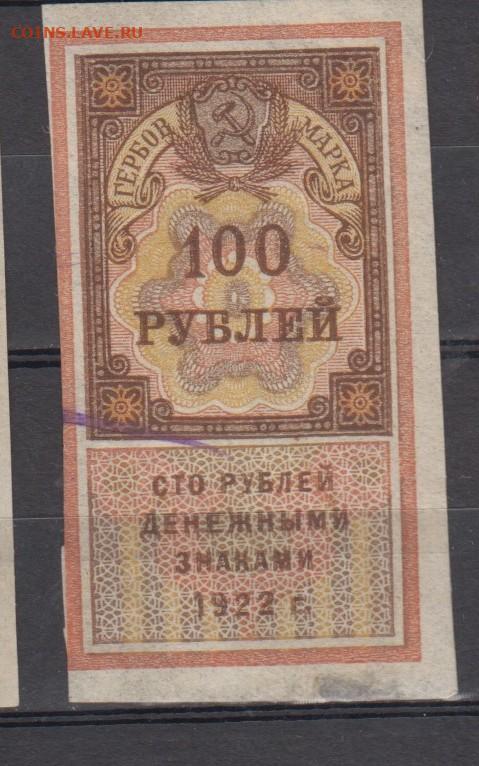 COINS.LAVE.RU
ГЕРБОВ. МАРКА
100
РУБЛЕЙ
СТО РУБЛЕЙ
ДЕНЕЖНЫМИ
ЗНАКАМИ
1922 г.